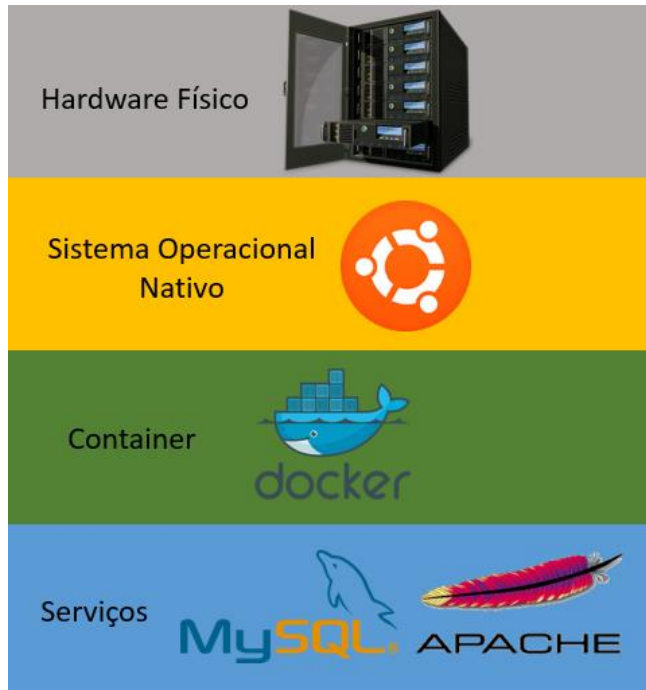 Hardware Físico
Sistema Operacional
Nativo
Container
docker
Serviços
MySQL®
APACHE